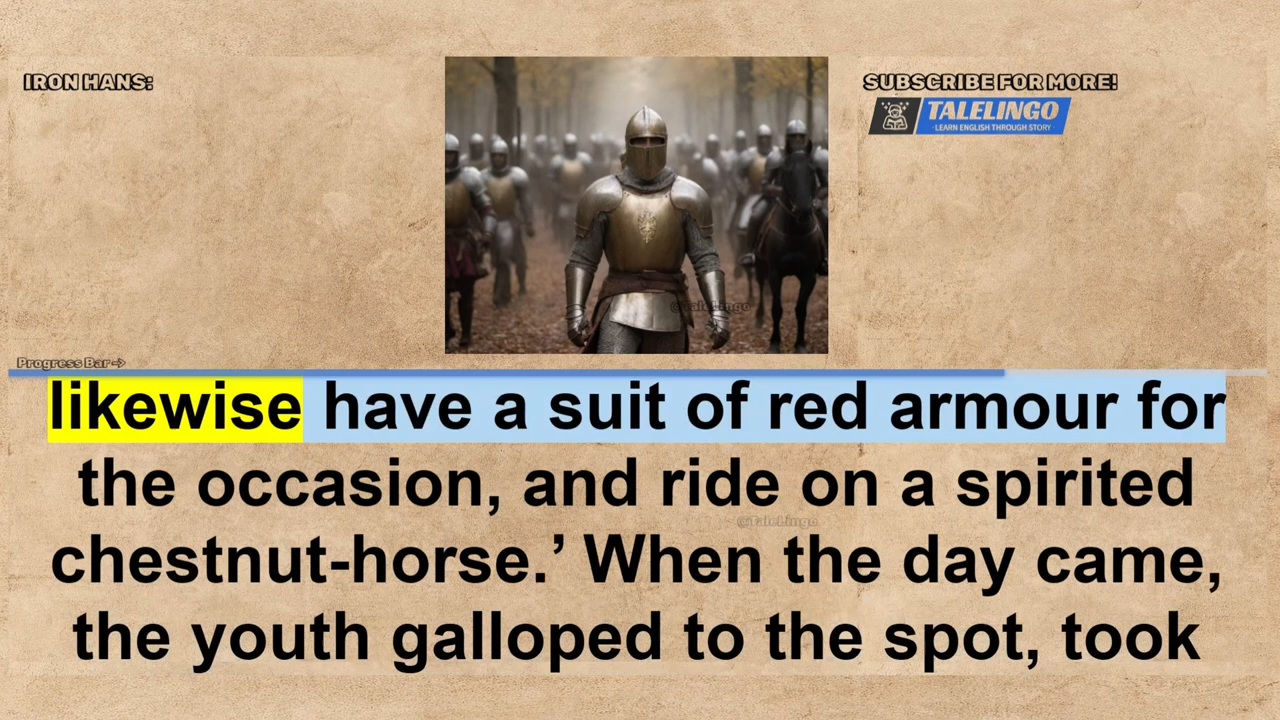 IRON HANS:
SUBSCRIBE FOR MORE!
TALELINGO
·LEARN ENGLISH THROUGH STORY·
@TaleLingo
Progress Bar->
likewise have a suit of red armour for
the occasion, and ride on a spirited
@TaleLingo
chestnut-horse.’ When the day came,
the youth galloped to the spot, took